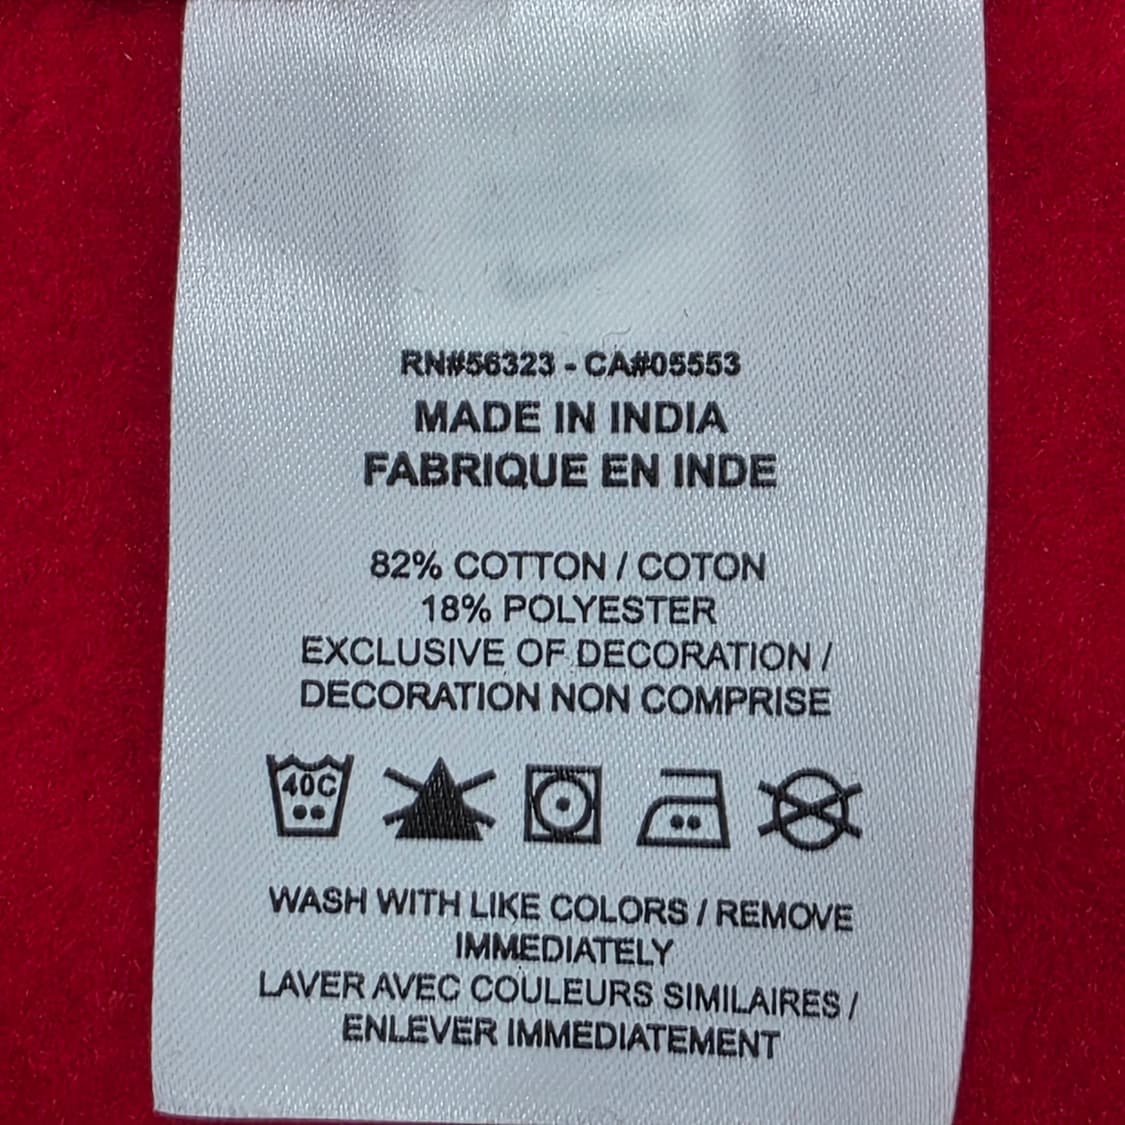 RN#56323 - CA#05553
MADE IN INDIA
FABRIQUE EN INDE
82% COTTON / COTON
18% POLYESTER
EXCLUSIVE OF DECORATION /
DECORATION NON COMPRISE
40C
WASH WITH LIKE COLORS / REMOVE
IMMEDIATELY
LAVER AVEC COULEURS SIMILAIRES /
ENLEVER IMMEDIATEMENT